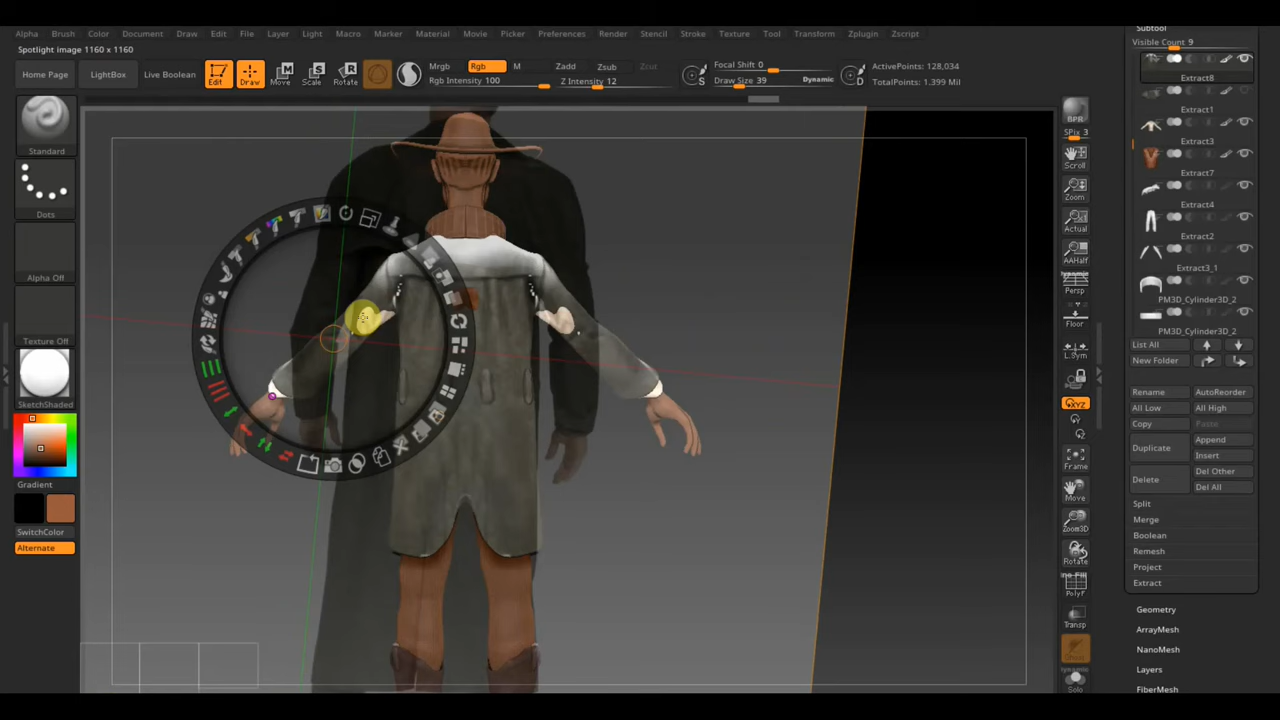 Alpha Brush Color Document Draw Edit File Layer Light Macro Marker Material Movie Picker Preferences Render Stencil Stroke Texture Tool Transform Zplugin Zscript
Spotlight image 1160 x 1160
Home Page
LightBox
Live Boolean
Edit
Draw
Move
Scale
Rotate
Mrgb
Rgb
M
Zadd
Zsub
Zcut
Rgb Intensity 100
Z Intensity 12
Focal Shift 0
Draw Size 39
Dynamic
ActivePoints: 128,034
TotalPoints: 1.399 Mil
Standard
Dots
Alpha Off
Texture Off
SketchShaded
Gradient
SwitchColor
Alternate
BPR
SPix 3
Scroll
Zoom
Actual
AAHalf
Dynamic
Persp
Floor
L.Sym
XYZ
Frame
Move
Zoom3D
Rotate
Line Fill
PolyF
Transp
Dynamic
Solo
Subtool
Visible Count 9
Extract8
Extract1
Extract3
Extract7
Extract4
Extract2
Extract3_1
PM3D_Cylinder3D_2
PM3D_Cylinder3D_2
List All
New Folder
Rename AutoReorder
All Low All High
Copy Paste
Duplicate Append
Insert
Delete Del Other
Del All
Split
Merge
Boolean
Remesh
Project
Extract
Geometry
ArrayMesh
NanoMesh
Layers
FiberMesh